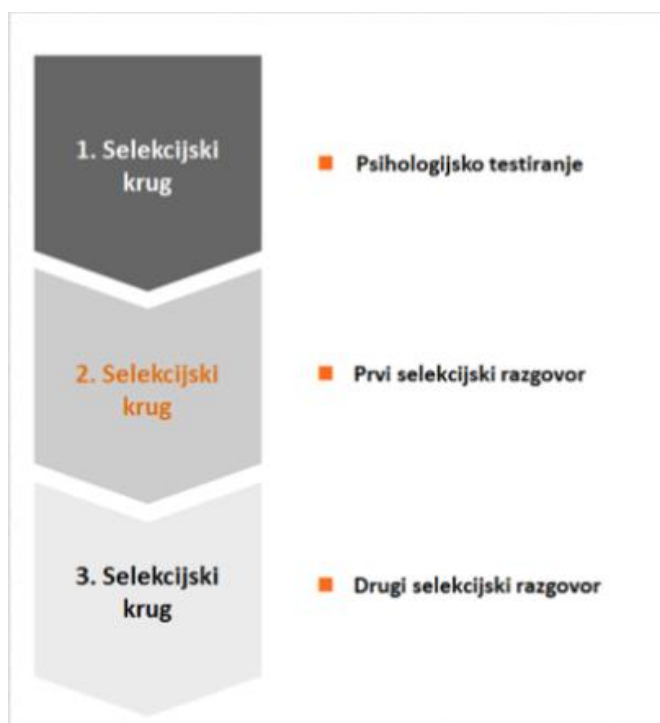 1. Selekcijski
krug
Psihologijsko testiranje
2. Selekcijski
krug
Prvi selekcijski razgovor
3. Selekcijski
krug
Drugi selekcijski razgovor